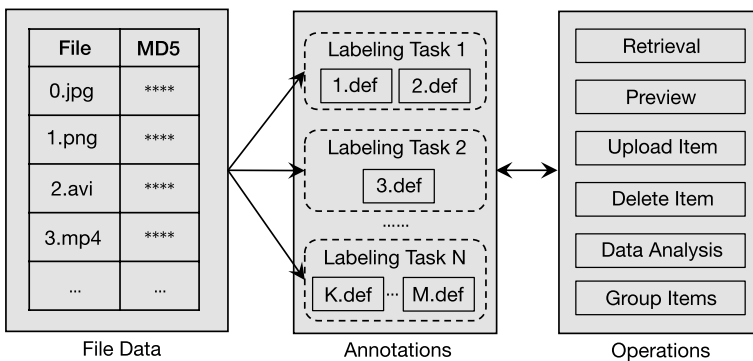 File MD5
0.jpg ****
1.png ****
2.avi ****
3.mp4 ****
... ...
File Data
Labeling Task 1
1.def 2.def
Labeling Task 2
3.def
......
Labeling Task N
K.def ... M.def
Annotations
Retrieval
Preview
Upload Item
Delete Item
Data Analysis
Group Items
Operations